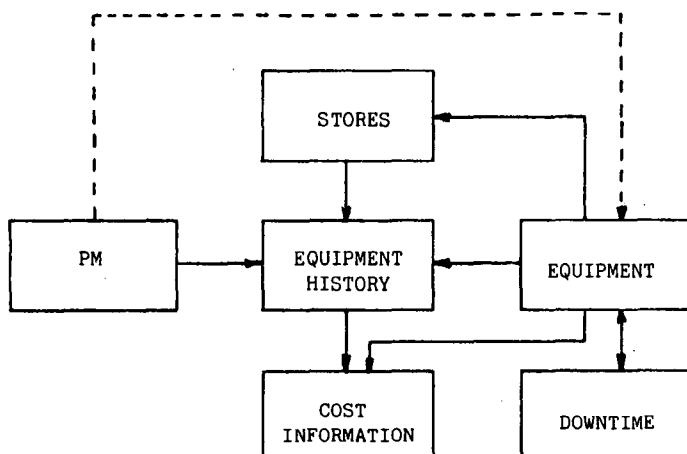 STORES
PM
EQUIPMENT
HISTORY
EQUIPMENT
COST
INFORMATION
DOWNTIME